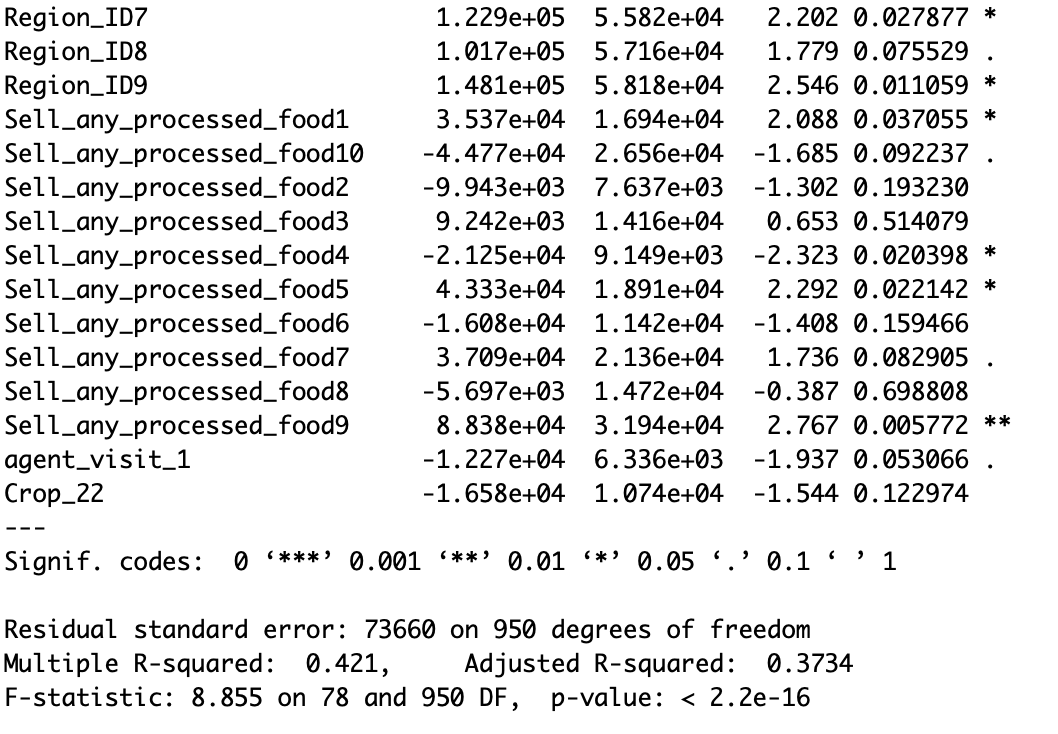 Region_ID7 1.229e+05 5.582e+04 2.202 0.027877 *
Region_ID8 1.017e+05 5.716e+04 1.779 0.075529 .
Region_ID9 1.481e+05 5.818e+04 2.546 0.011059 *
Sell_any_processed_food1 3.537e+04 1.694e+04 2.088 0.037055 *
Sell_any_processed_food10 -4.477e+04 2.656e+04 -1.685 0.092237 .
Sell_any_processed_food2 -9.943e+03 7.637e+03 -1.302 0.193230
Sell_any_processed_food3 9.242e+03 1.416e+04 0.653 0.514079
Sell_any_processed_food4 -2.125e+04 9.149e+03 -2.323 0.020398 *
Sell_any_processed_food5 4.333e+04 1.891e+04 2.292 0.022142 *
Sell_any_processed_food6 -1.608e+04 1.142e+04 -1.408 0.159466
Sell_any_processed_food7 3.709e+04 2.136e+04 1.736 0.082905 .
Sell_any_processed_food8 -5.697e+03 1.472e+04 -0.387 0.698808
Sell_any_processed_food9 8.838e+04 3.194e+04 2.767 0.005772 **
agent_visit_1 -1.227e+04 6.336e+03 -1.937 0.053066 .
Crop_22 -1.658e+04 1.074e+04 -1.544 0.122974
---
Signif. codes: 0 ‘***’ 0.001 ‘**’ 0.01 ‘*’ 0.05 ‘.’ 0.1 ‘ ’ 1
Residual standard error: 73660 on 950 degrees of freedom
Multiple R-squared: 0.421, Adjusted R-squared: 0.3734
F-statistic: 8.855 on 78 and 950 DF, p-value: < 2.2e-16